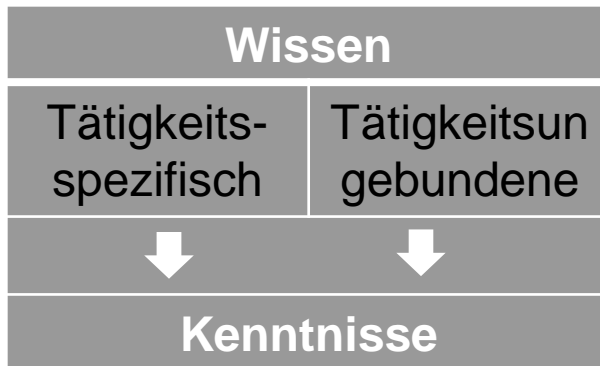 Wissen
Tätigkeits-
spezifisch
Tätigkeitsun
gebundene
Kenntnisse